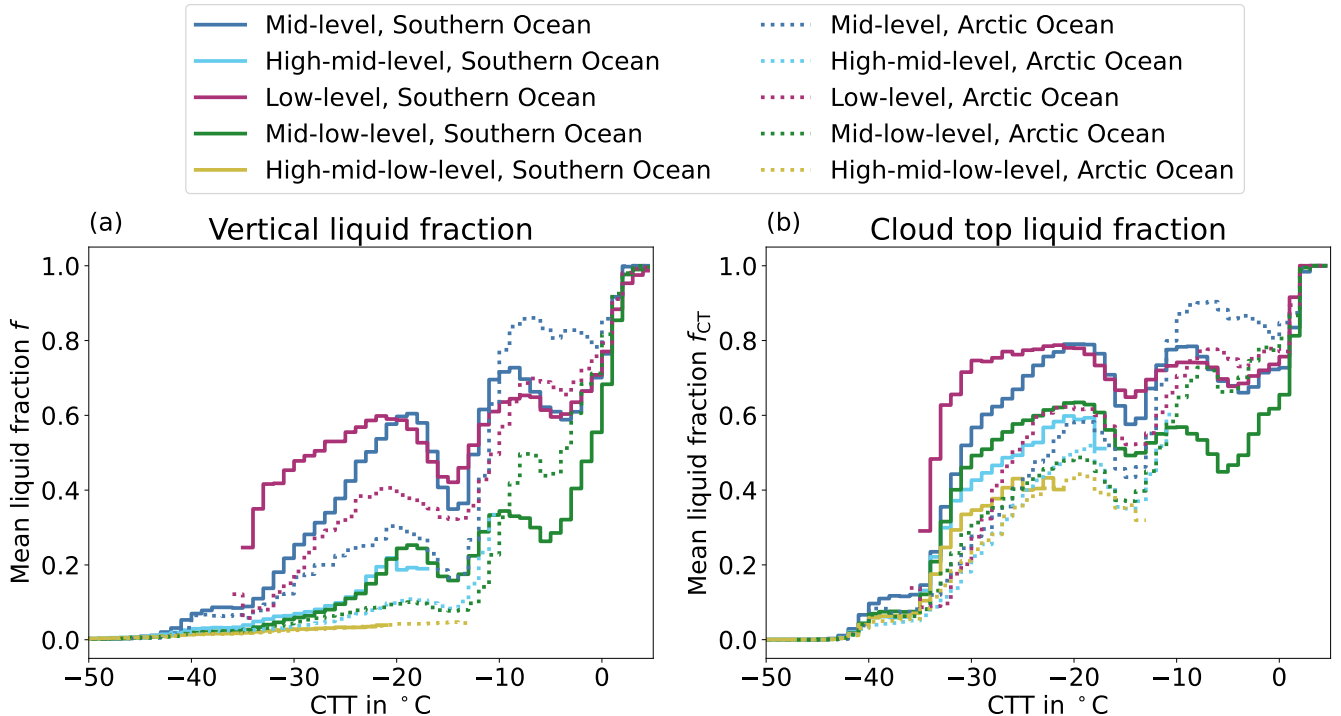 Mid-level, Southern Ocean
High-mid-level, Southern Ocean
Low-level, Southern Ocean
Mid-low-level, Southern Ocean
High-mid-low-level, Southern Ocean
Mid-level, Arctic Ocean
High-mid-level, Arctic Ocean
Low-level, Arctic Ocean
Mid-low-level, Arctic Ocean
High-mid-low-level, Arctic Ocean
(a)
Vertical liquid fraction
Mean liquid fraction f
1.0
0.8
0.6
0.4
0.2
0.0
−50
−40
−30
−20
−10
0
CTT in °C
(b)
Cloud top liquid fraction
Mean liquid fraction f_CT
1.0
0.8
0.6
0.4
0.2
0.0
−50
−40
−30
−20
−10
0
CTT in °C